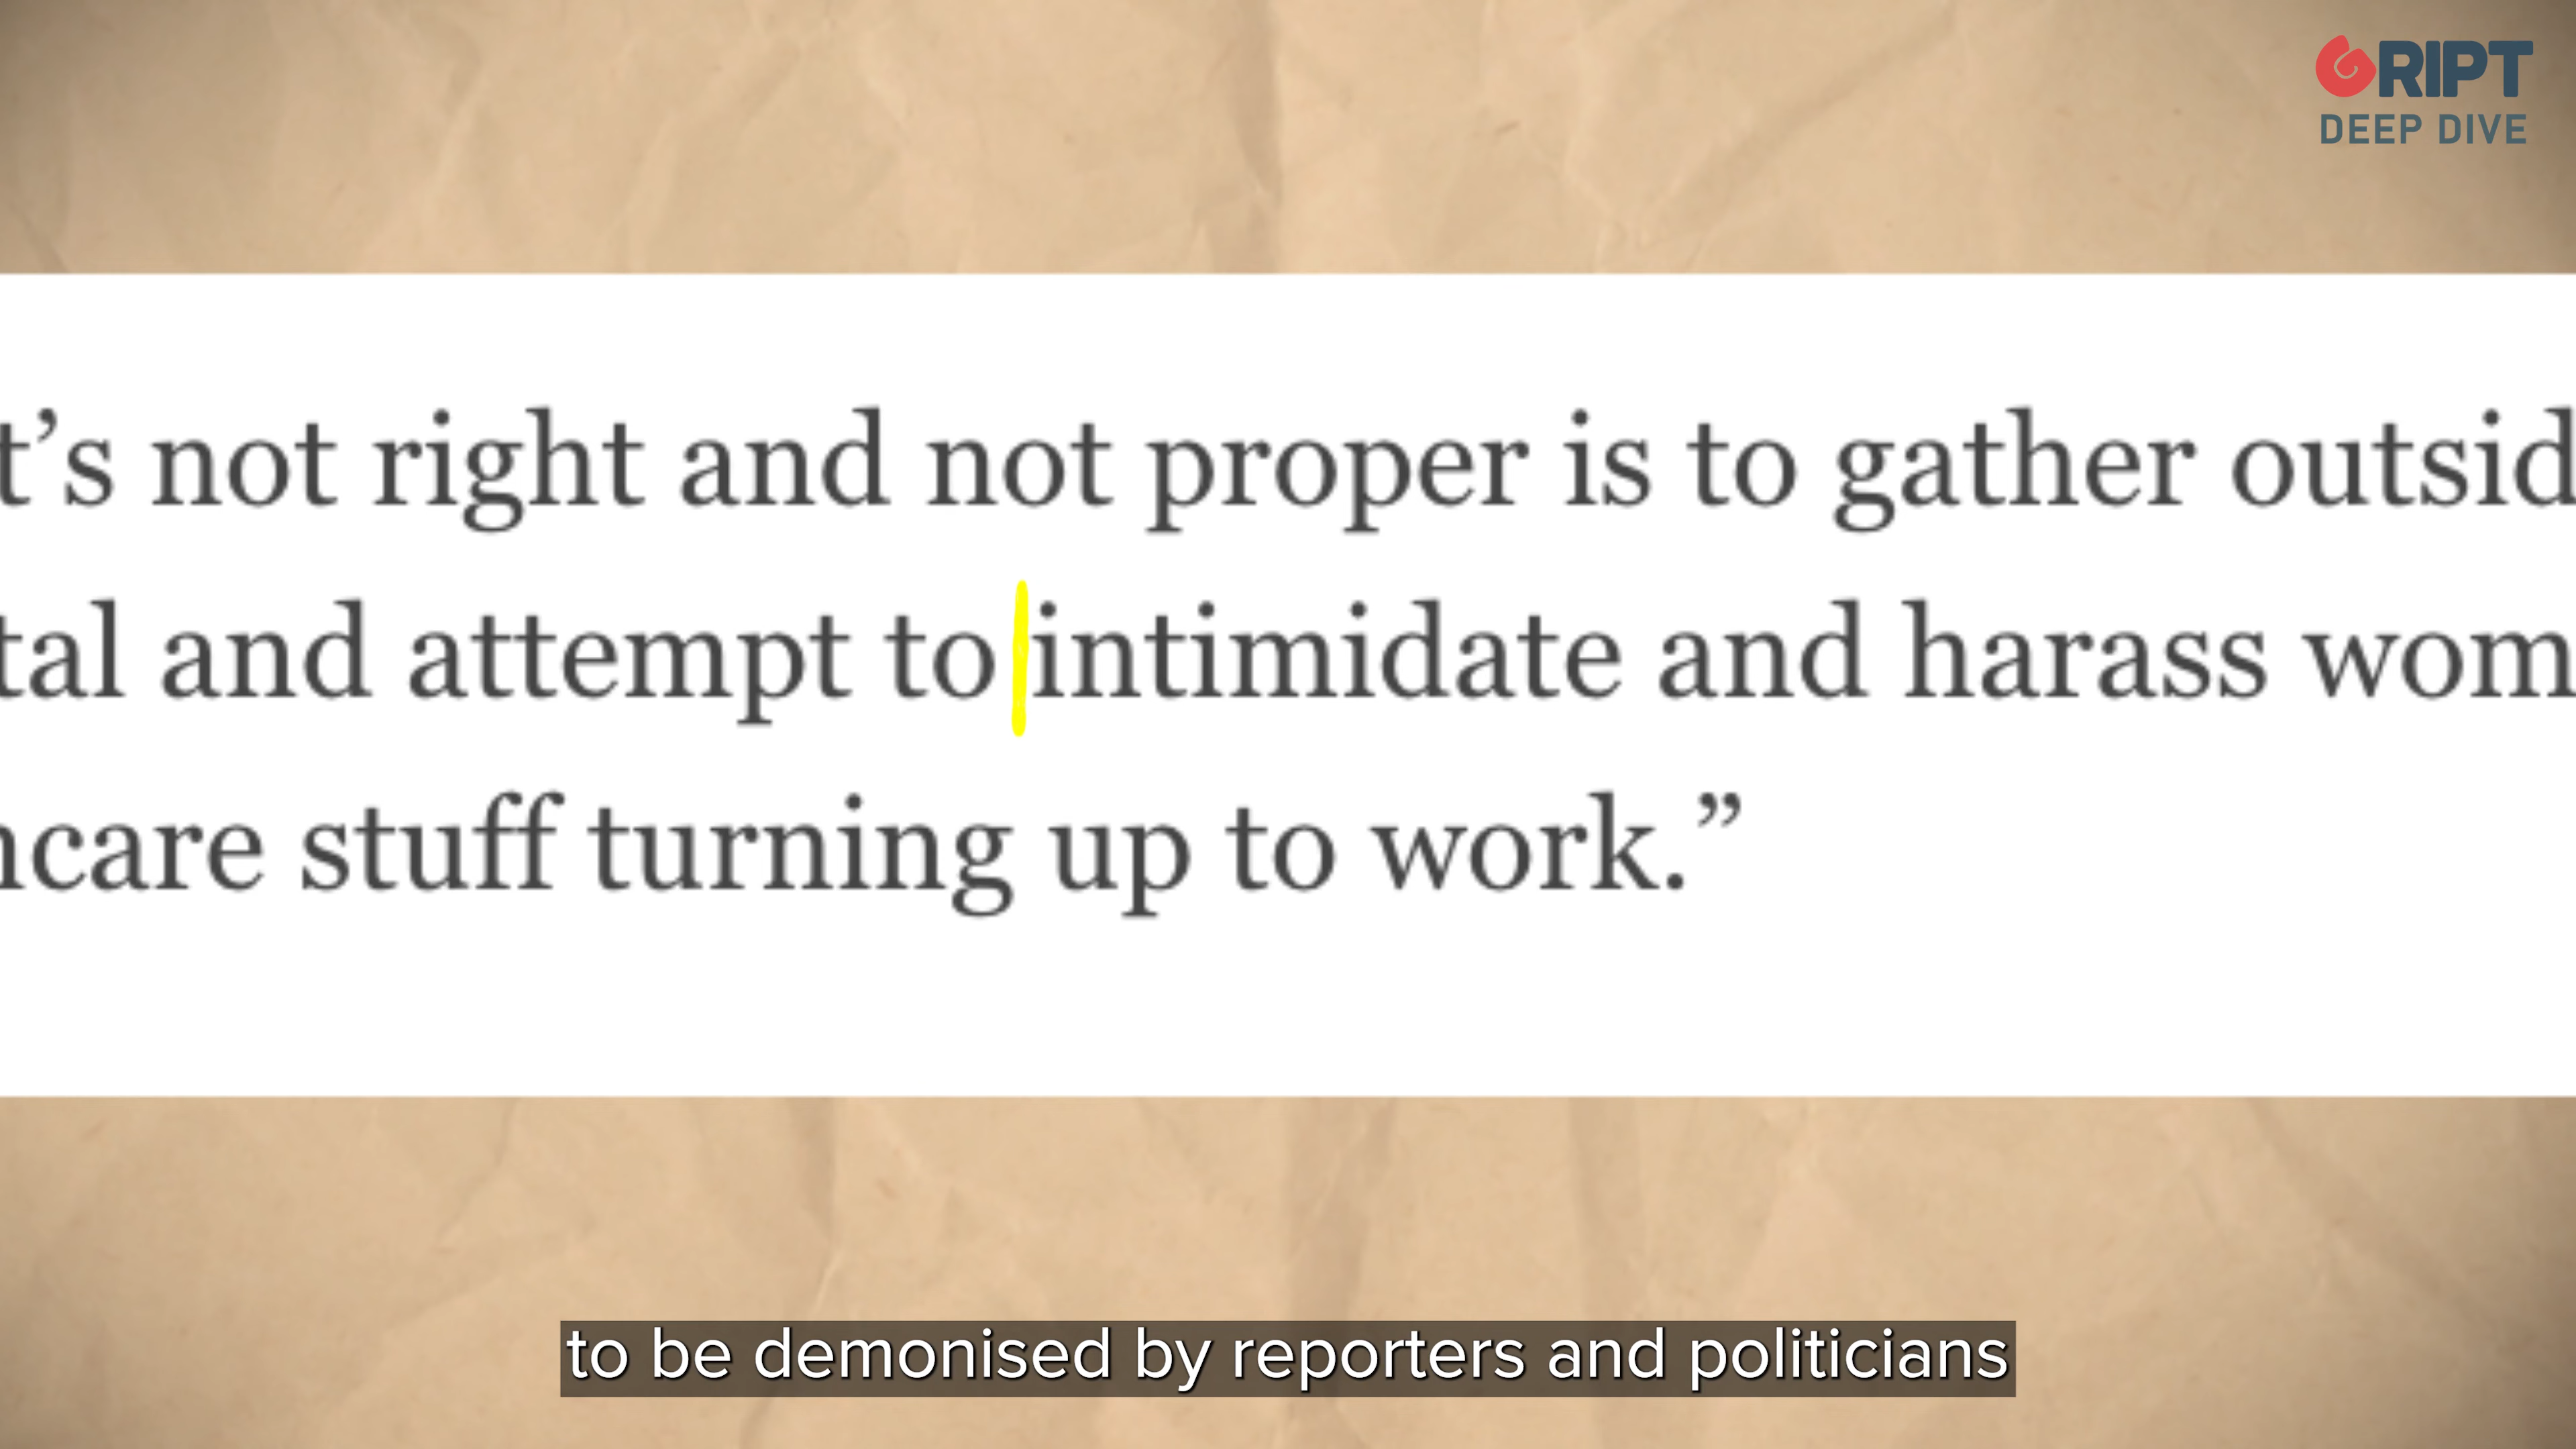 GRIPT
DEEP DIVE
t’s not right and not proper is to gather outsid
tal and attempt to intimidate and harass wom
care stuff turning up to work.”
to be demonised by reporters and politicians